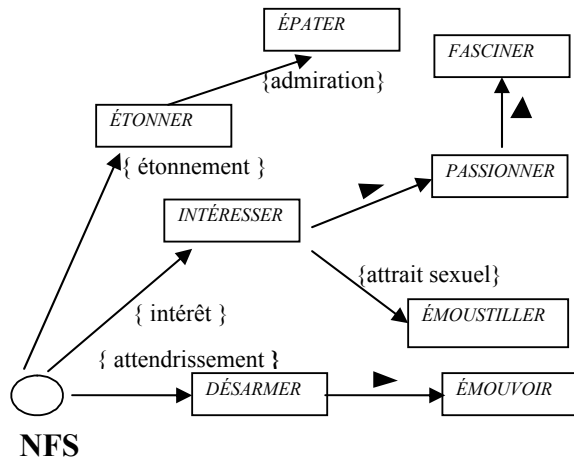 ÉPATER
FASCINER
{admiration}
ÉTONNER
{ étonnement }
PASSIONNER
INTÉRESSER
{attrait sexuel}
{ intérêt }
ÉMOUSTILLER
{ attendrissement }
DÉSARMER
ÉMOUVOIR
NFS